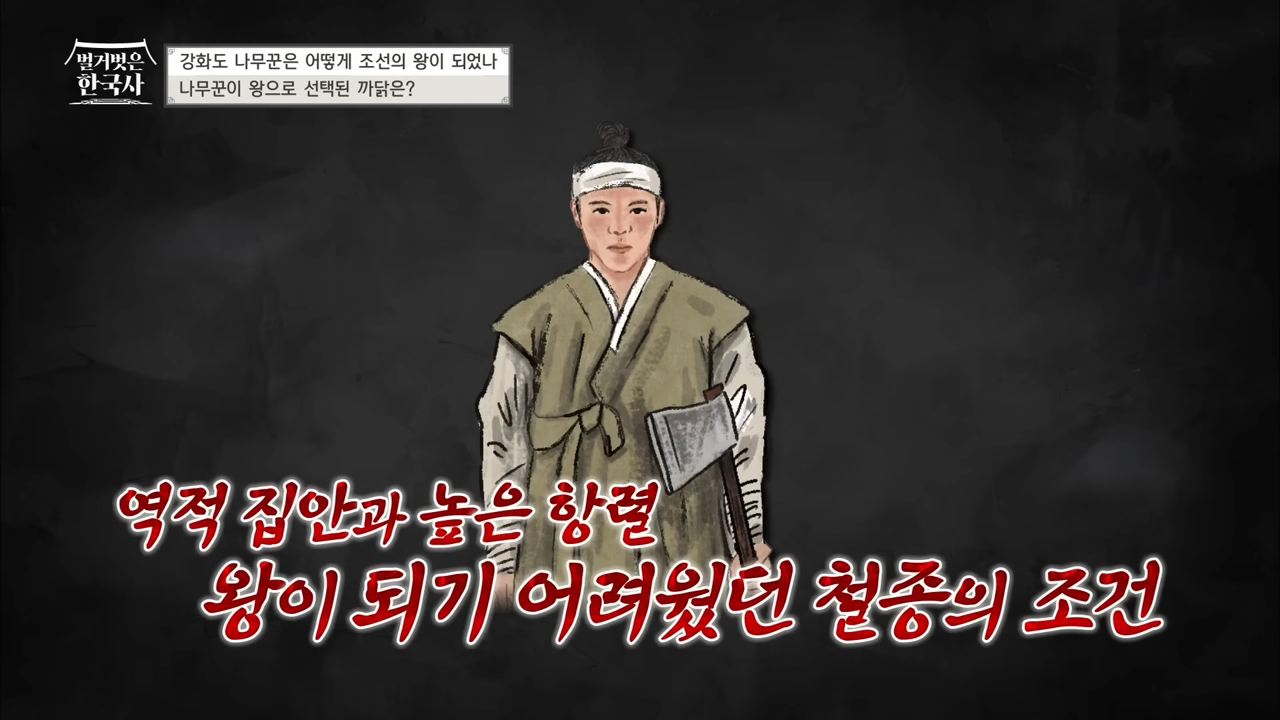 벌거벗은
한국사
강화도 나무꾼은 어떻게 조선의 왕이 되었나
나무꾼이 왕으로 선택된 까닭은?
역적 집안과 높은 항렬
왕이 되기 어려웠던 철종의 조건